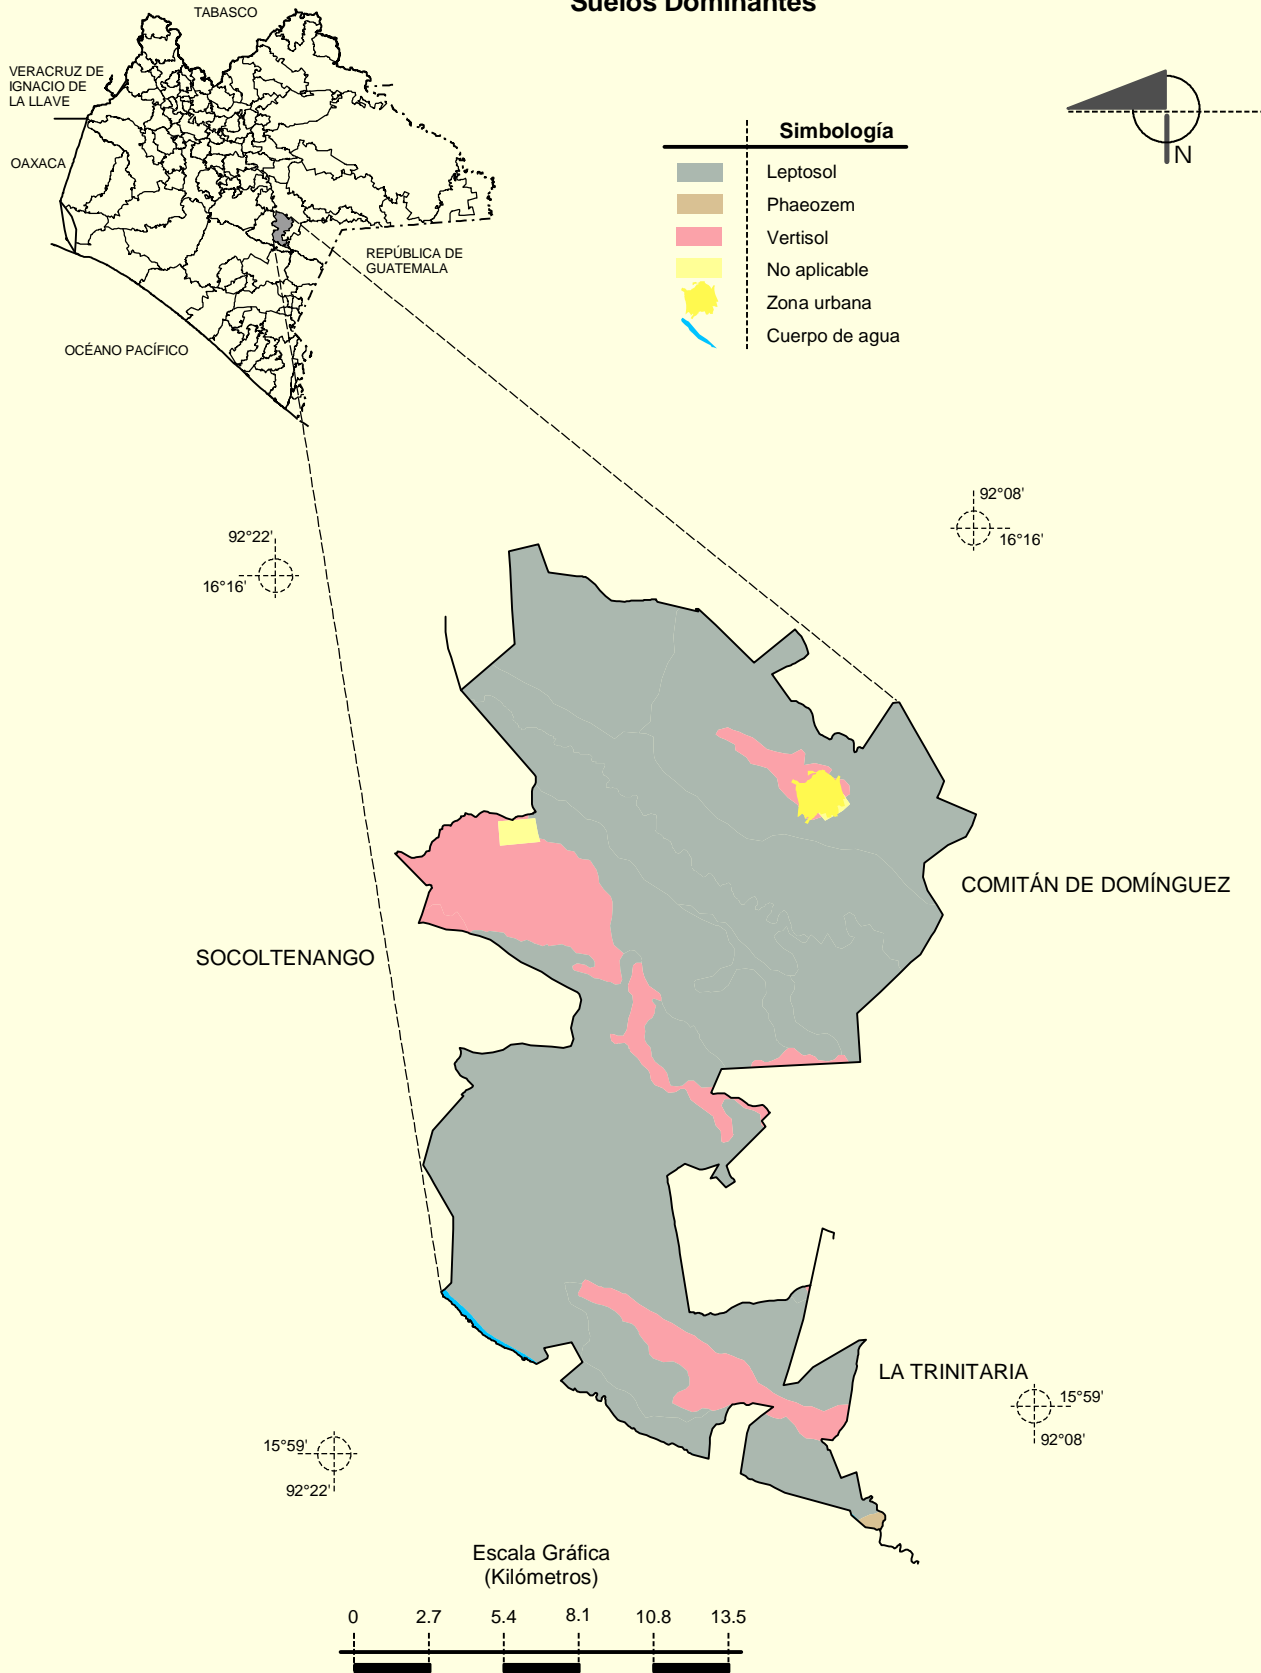 Suelos Dominantes
TABASCO
VERACRUZ DE
IGNACIO DE
LA LLAVE
OAXACA
REPÚBLICA DE
GUATEMALA
OCÉANO PACÍFICO
Simbología
Leptosol
Phaeozem
Vertisol
No aplicable
Zona urbana
Cuerpo de agua
N
92°22'
16°16'
92°08'
16°16'
COMITÁN DE DOMÍNGUEZ
SOCOLTENANGO
LA TRINITARIA
15°59'
92°08'
15°59'
92°22'
Escala Gráfica
(Kilómetros)
0 2.7 5.4 8.1 10.8 13.5